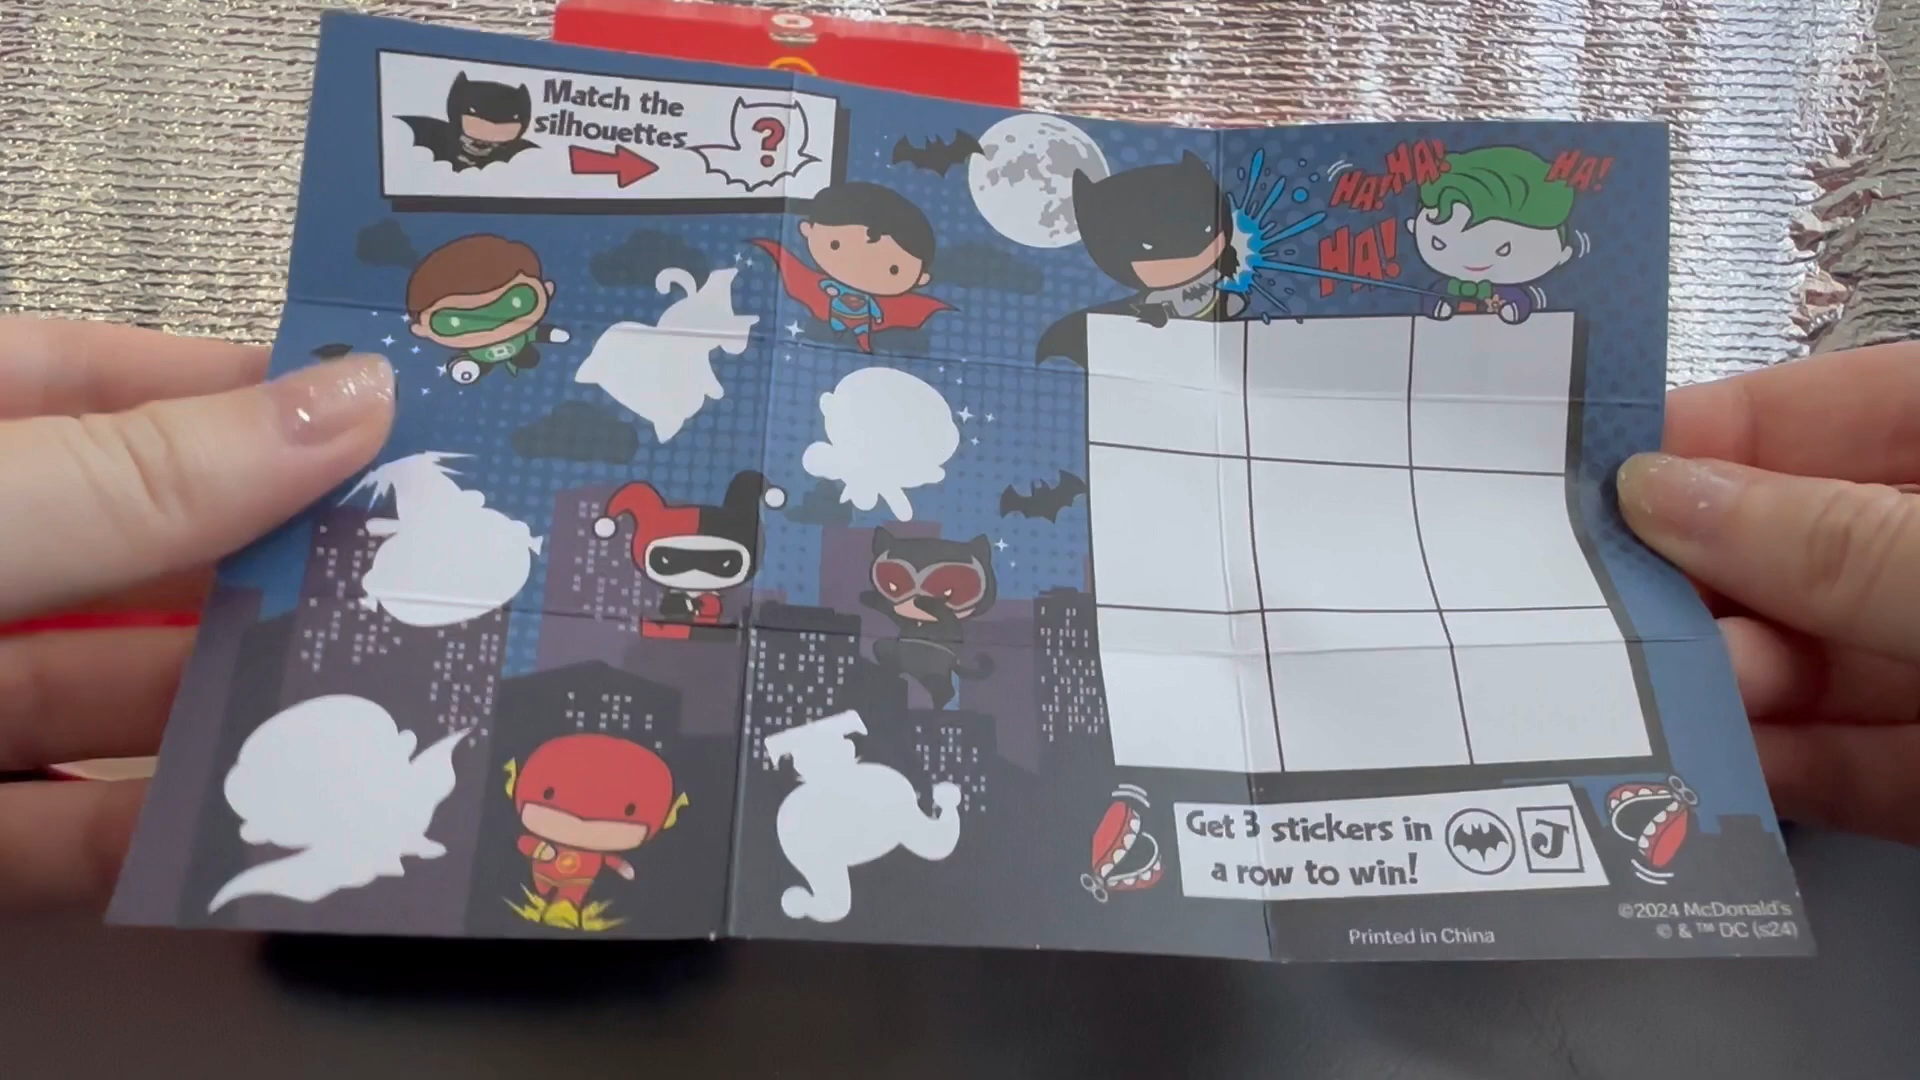 Match the
silhouettes
?
HA! HA! HA!
HA!
Get 3 stickers in
a row to win!
J
©2024 McDonald's
© & ™ DC (s24)
Printed in China